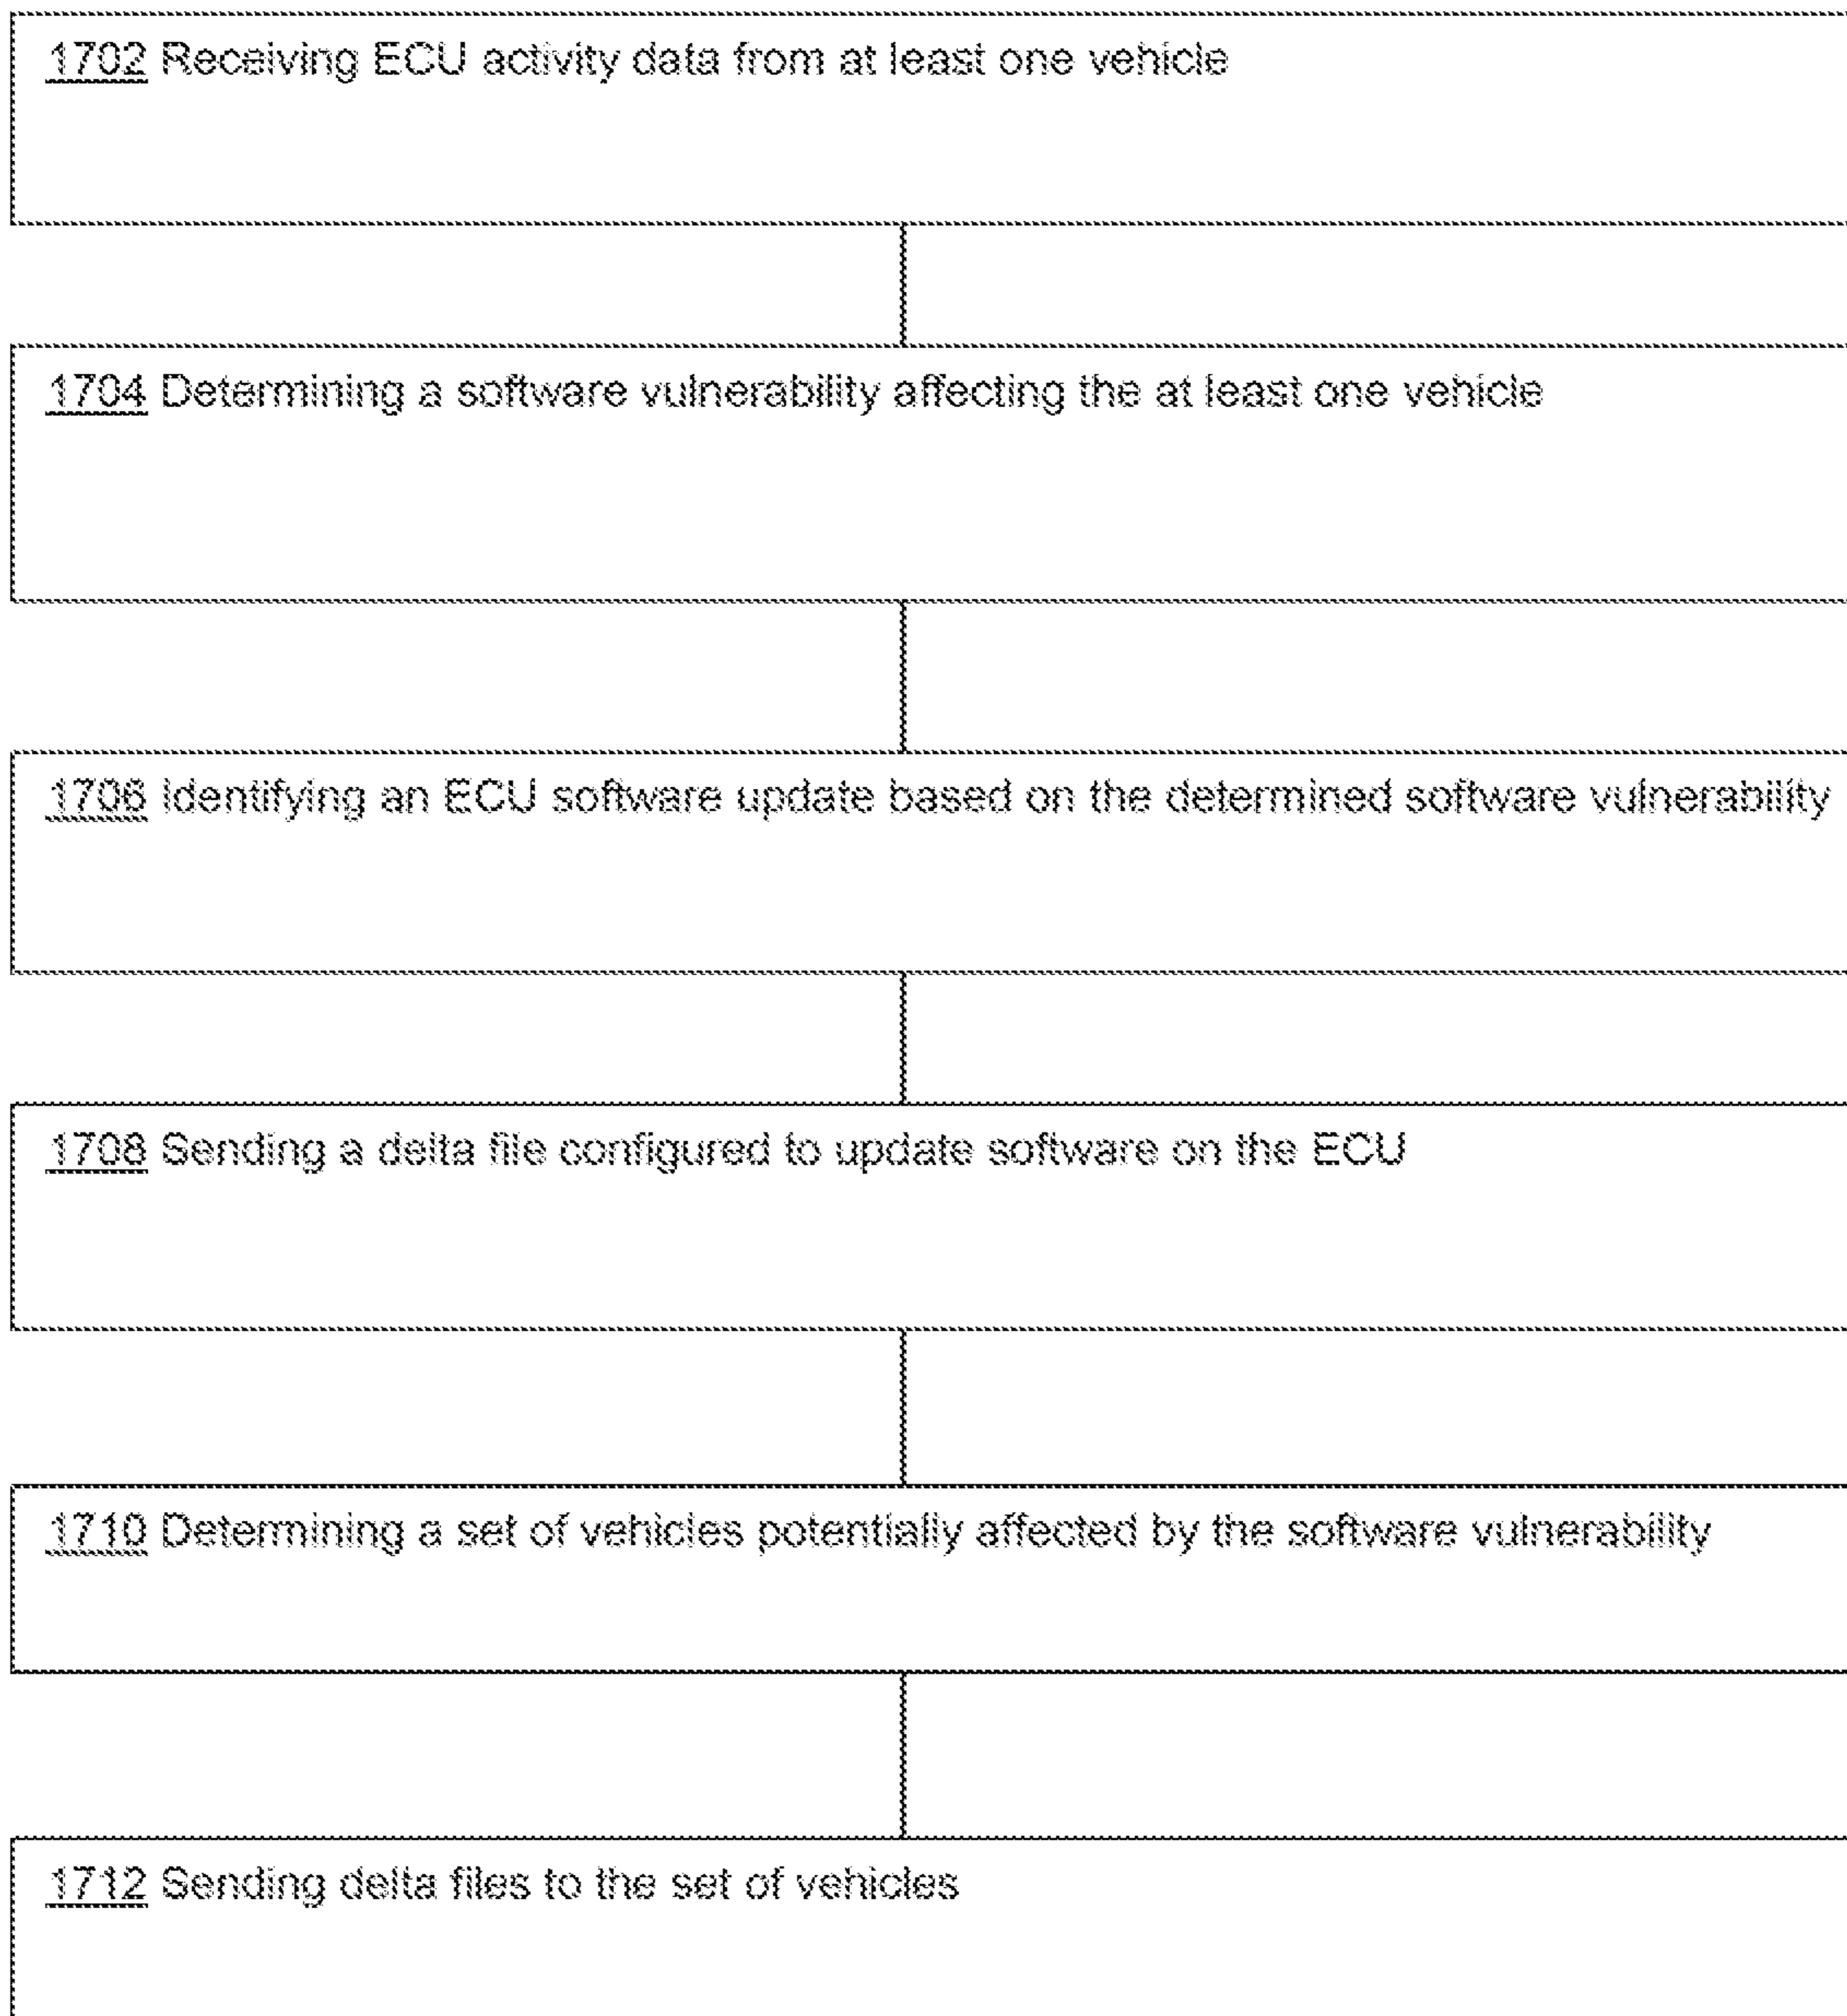 1702 Receiving ECU activity data from at least one vehicle
1704 Determining a software vulnerability affecting the at least one vehicle
1706 Identifying an ECU software update based on the determined software vulnerability
1708 Sending a delta file configured to update software on the ECU
1710 Determining a set of vehicles potentially affected by the software vulnerability
1712 Sending delta files to the set of vehicles